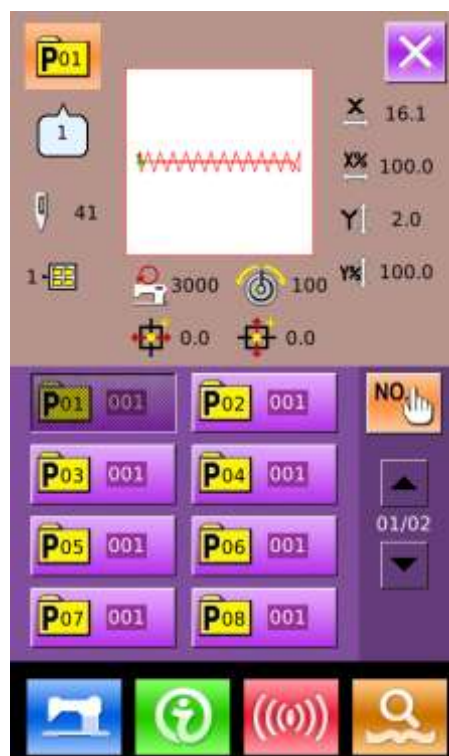 P01
1
X 16.1
X% 100.0
41
Y 2.0
1
3000
100
Y% 100.0
0.0
0.0
P01 001
P02 001
NO.
P03 001
P04 001
01/02
P05 001
P06 001
P07 001
P08 001